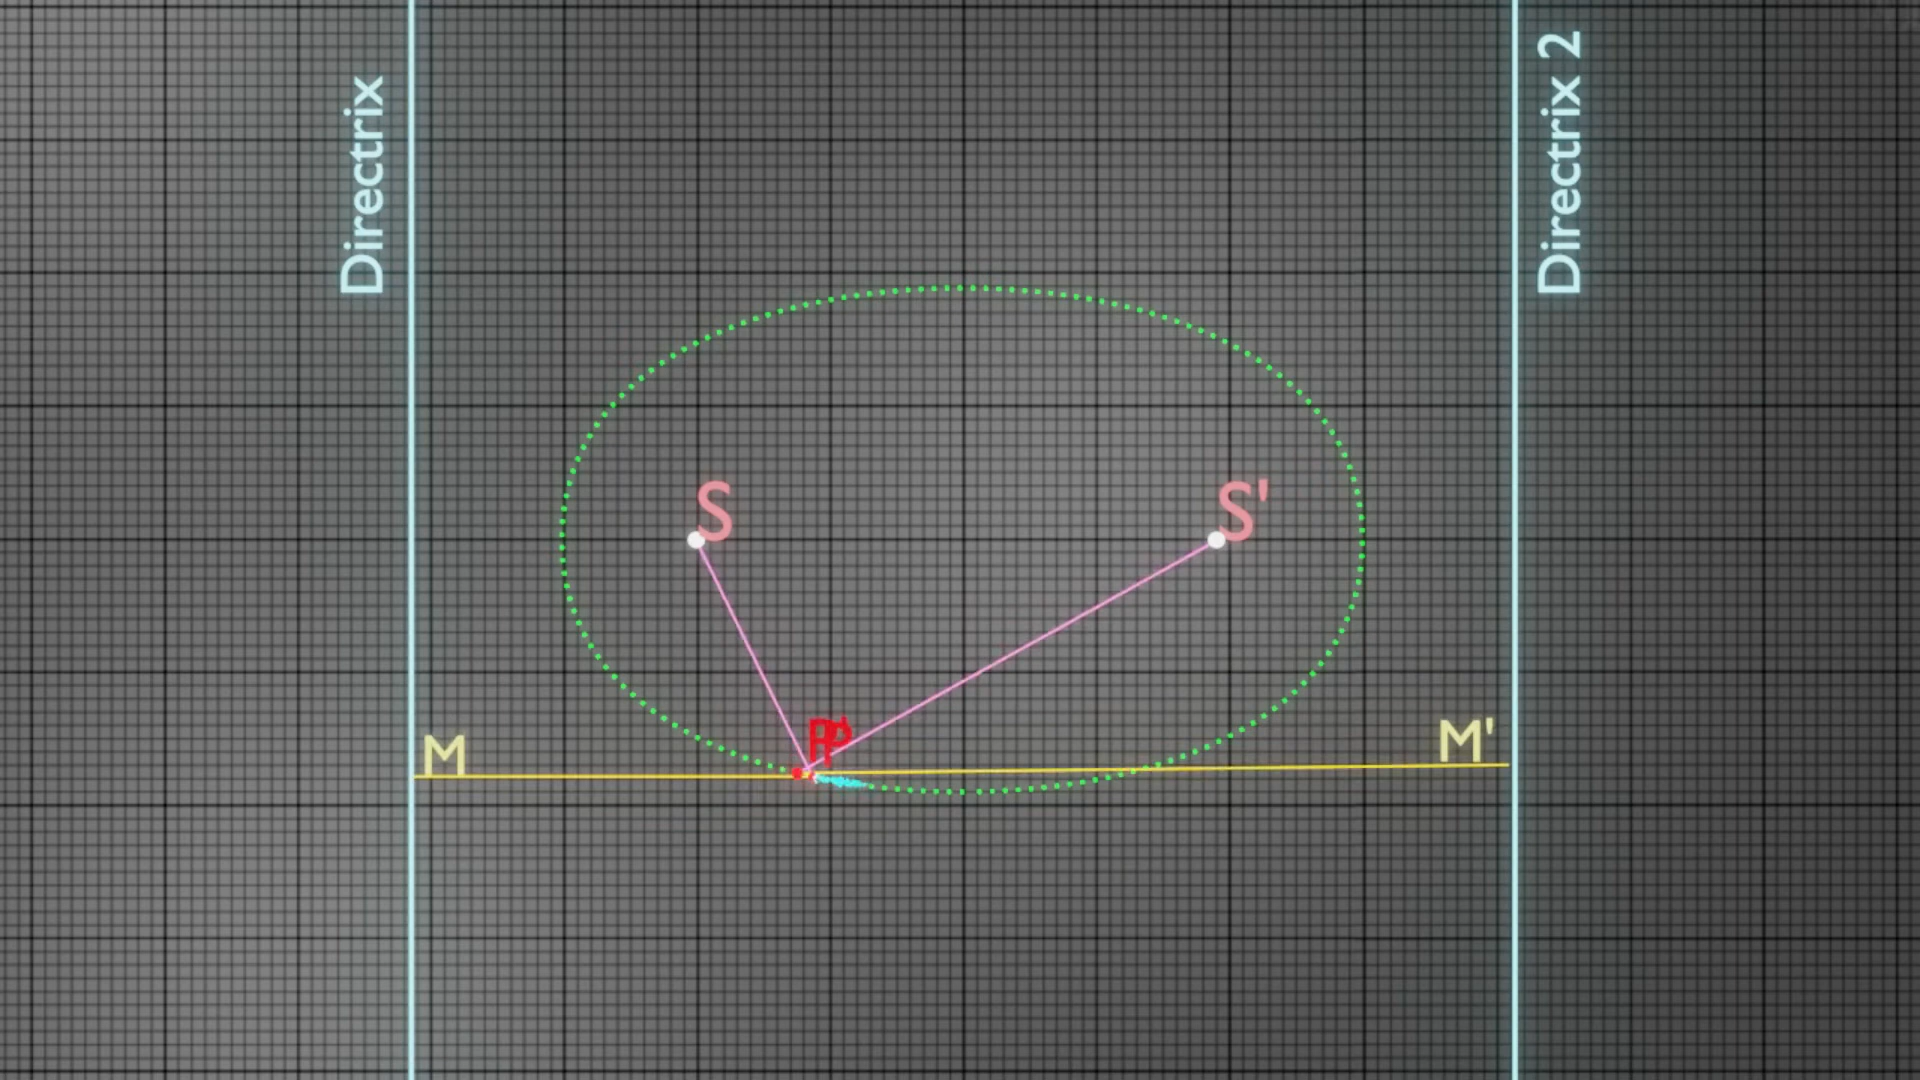 Directrix
Directrix 2
S
S'
P
P
M
M'